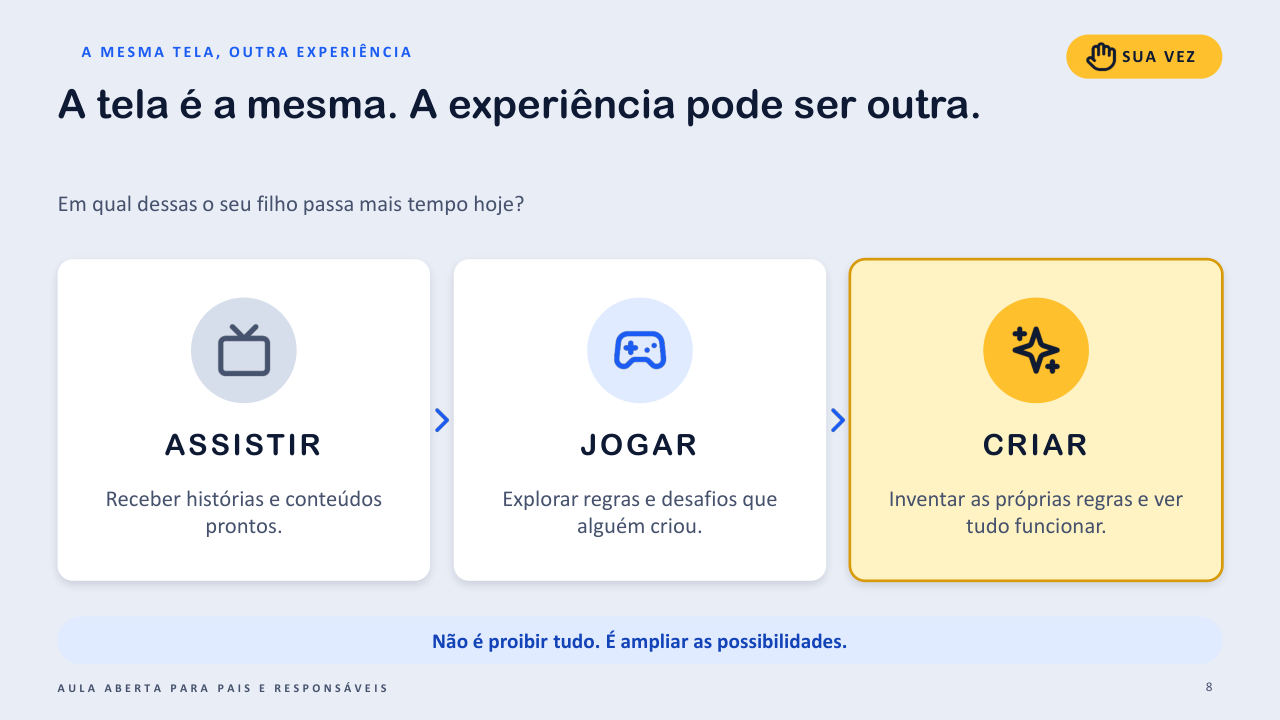 A MESMA TELA, OUTRA EXPERIÊNCIA
SUA VEZ
A tela é a mesma. A experiência pode ser outra.
Em qual dessas o seu filho passa mais tempo hoje?
ASSISTIR
Receber histórias e conteúdos
prontos.
JOGAR
Explorar regras e desafios que
alguém criou.
CRIAR
Inventar as próprias regras e ver
tudo funcionar.
Não é proibir tudo. É ampliar as possibilidades.
AULA ABERTA PARA PAIS E RESPONSÁVEIS
8